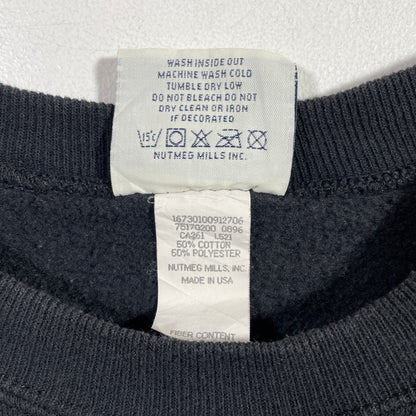 WASH INSIDE OUT
MACHINE WASH COLD
TUMBLE DRY LOW
DO NOT BLEACH DO NOT
DRY CLEAN OR IRON
IF DECORATED
15°C
NUTMEG MILLS INC.
16730100912706
75170200 0896
CA261 L521
50% COTTON
50% POLYESTER
NUTMEG MILLS, INC.
MADE IN USA
FIBER CONTENT